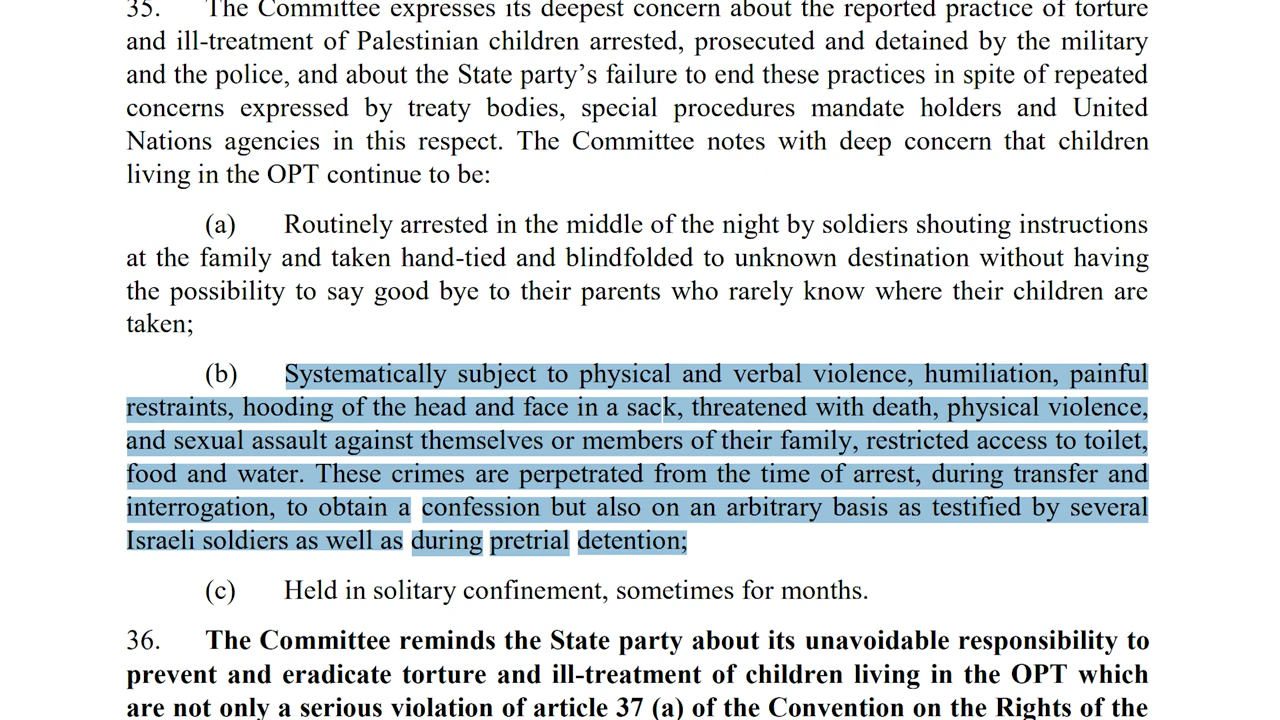 35. The Committee expresses its deepest concern about the reported practice of torture
and ill-treatment of Palestinian children arrested, prosecuted and detained by the military
and the police, and about the State party’s failure to end these practices in spite of repeated
concerns expressed by treaty bodies, special procedures mandate holders and United
Nations agencies in this respect. The Committee notes with deep concern that children
living in the OPT continue to be:
(a) Routinely arrested in the middle of the night by soldiers shouting instructions
at the family and taken hand-tied and blindfolded to unknown destination without having
the possibility to say good bye to their parents who rarely know where their children are
taken;
(b) Systematically subject to physical and verbal violence, humiliation, painful
restraints, hooding of the head and face in a sack, threatened with death, physical violence,
and sexual assault against themselves or members of their family, restricted access to toilet,
food and water. These crimes are perpetrated from the time of arrest, during transfer and
interrogation, to obtain a confession but also on an arbitrary basis as testified by several
Israeli soldiers as well as during pretrial detention;
(c) Held in solitary confinement, sometimes for months.
36. The Committee reminds the State party about its unavoidable responsibility to
prevent and eradicate torture and ill-treatment of children living in the OPT which
are not only a serious violation of article 37 (a) of the Convention on the Rights of the